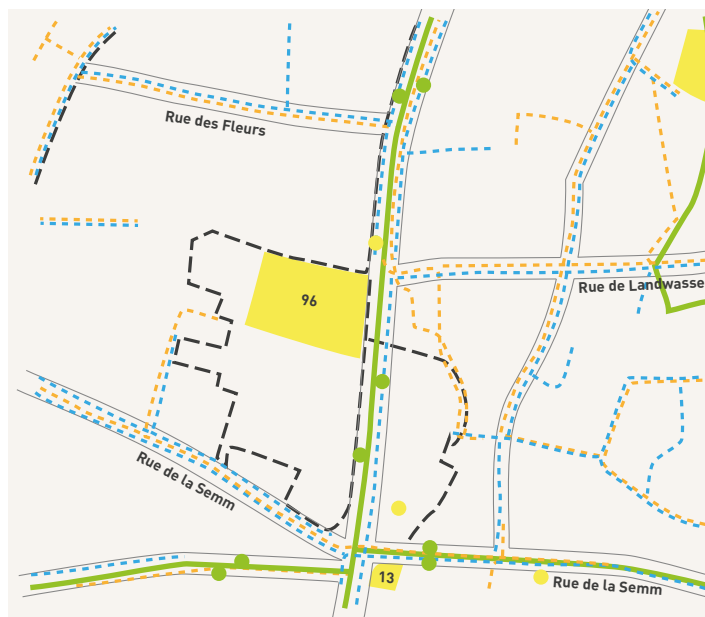 Rue des Fleurs
96
Rue de Landwasse
Rue de la Semm
13
Rue de la Semm